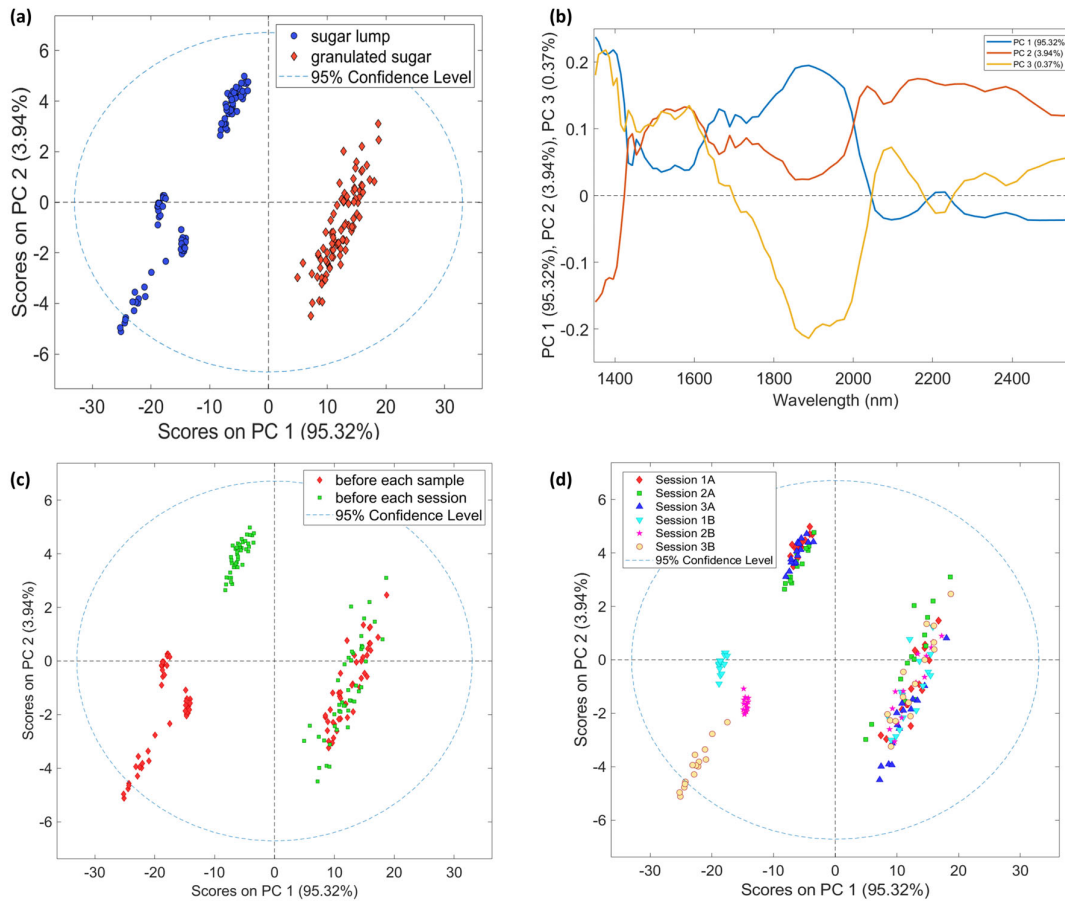 (a)
sugar lump
granulated sugar
95% Confidence Level
6
4
2
0
-2
-4
-6
-30
-20
-10
0
10
20
30
Scores on PC 1 (95.32%)
Scores on PC 2 (3.94%)
(b)
PC 1 (95.32%)
PC 2 (3.94%)
PC 3 (0.37%)
0.2
0.1
0
-0.1
-0.2
1400
1600
1800
2000
2200
2400
Wavelength (nm)
PC 1 (95.32%), PC 2 (3.94%), PC 3 (0.37%)
(c)
before each sample
before each session
95% Confidence Level
6
4
2
0
-2
-4
-6
-30
-20
-10
0
10
20
30
Scores on PC 1 (95.32%)
Scores on PC 2 (3.94%)
(d)
Session 1A
Session 2A
Session 3A
Session 1B
Session 2B
Session 3B
95% Confidence Level
6
4
2
0
-2
-4
-6
-30
-20
-10
0
10
20
30
Scores on PC 1 (95.32%)
Scores on PC 2 (3.94%)